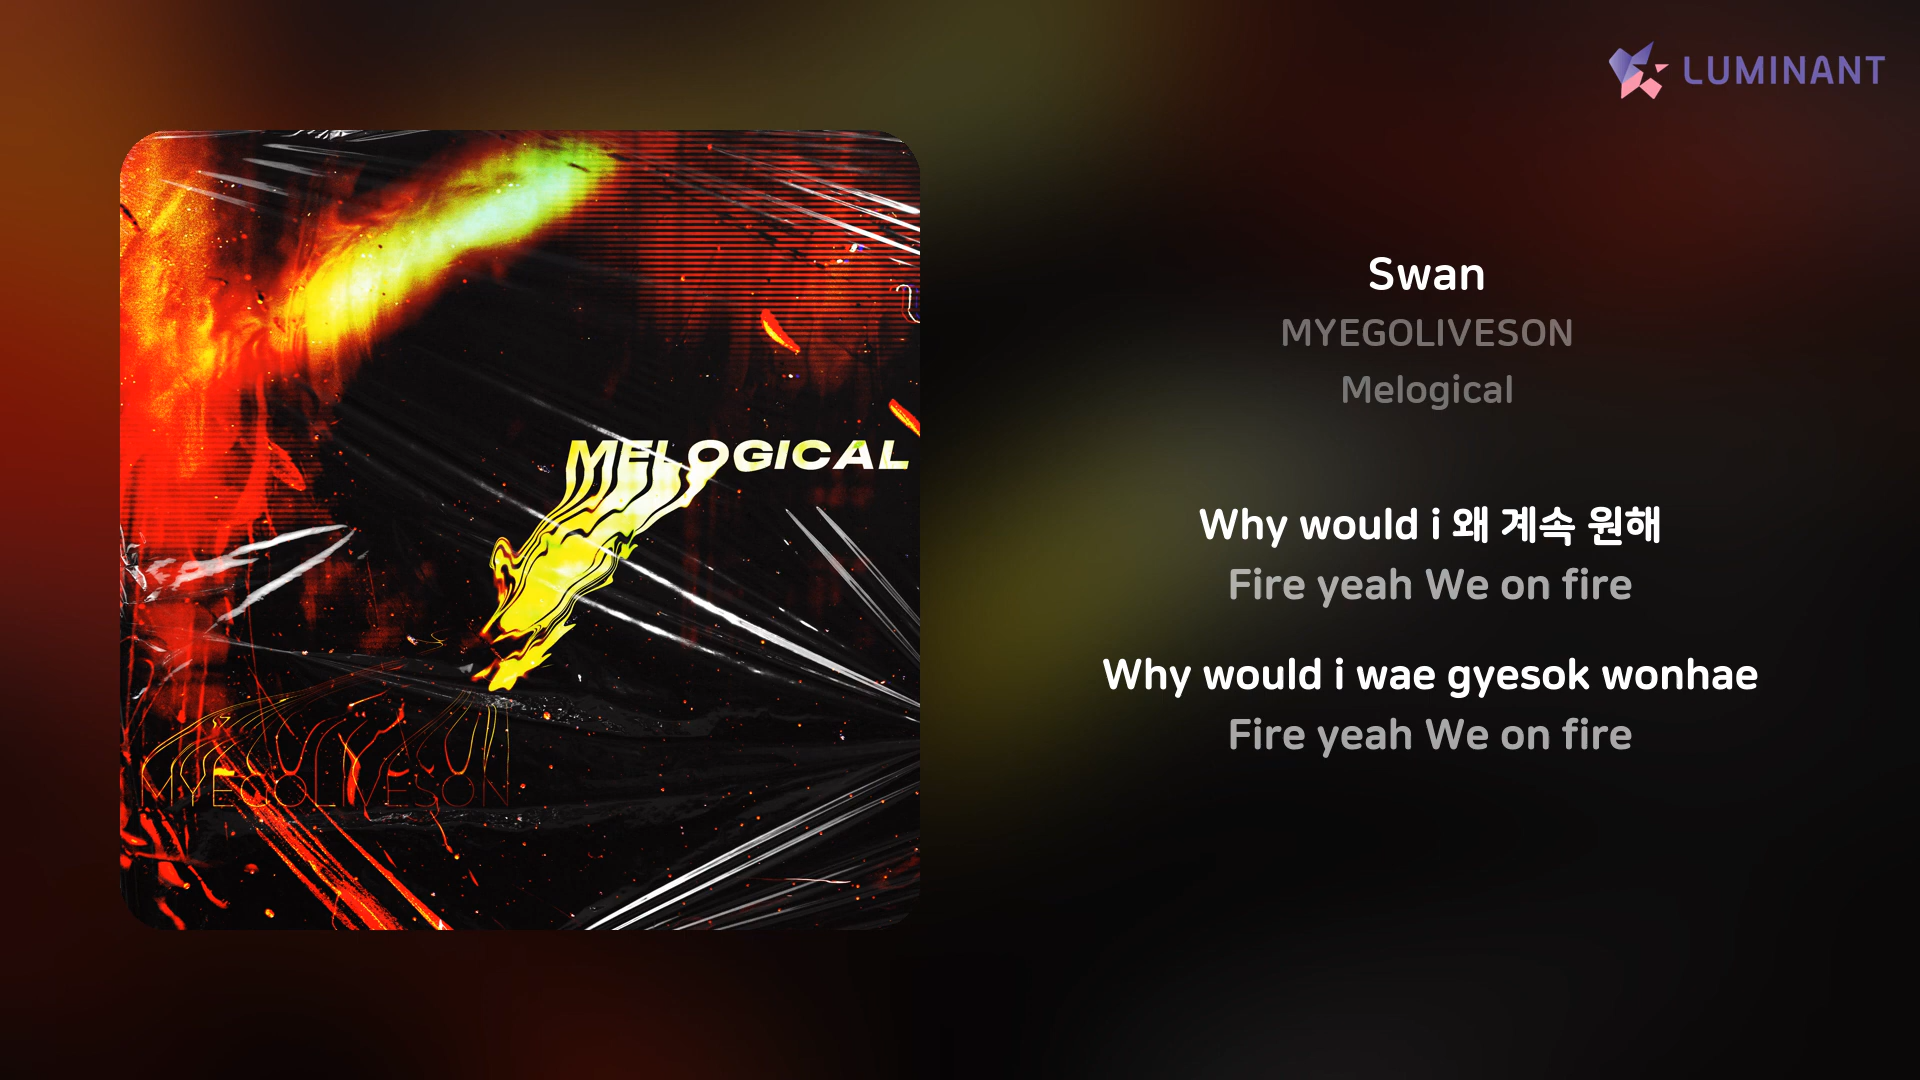 LUMINANT
MELOGICAL
MYEGOLIVESON
Swan
MYEGOLIVESON
Melogical
Why would i 왜 계속 원해
Fire yeah We on fire
Why would i wae gyesok wonhae
Fire yeah We on fire